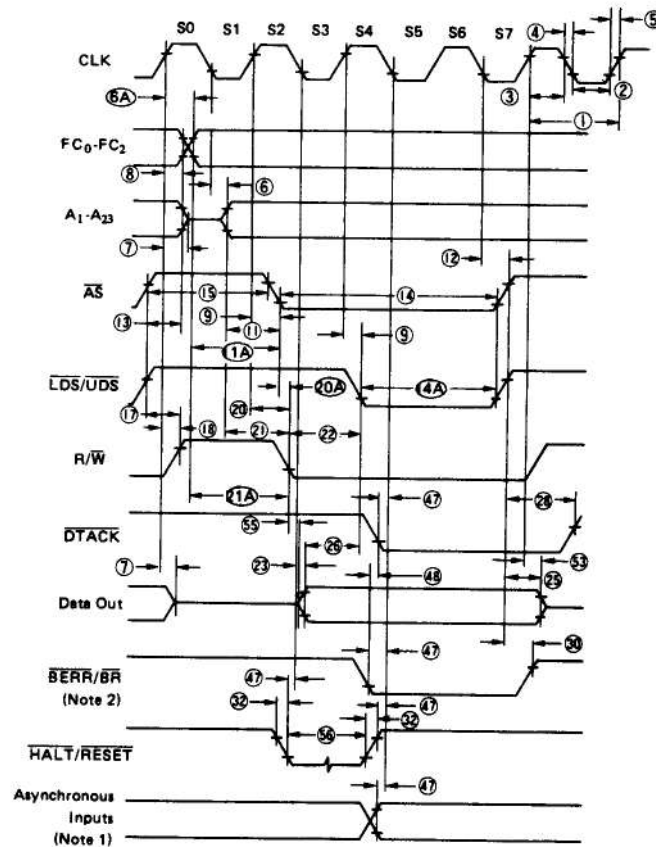 S0 S1 S2 S3 S4 S5 S6 S7
④ ⑤
CLK
6A ③ ②
①
FC0-FC2
⑧ ⑥
A1-A23
⑦ ⑫
AS
⑮ ⑭
⑬ ⑨ ⑪ ⑨
11A
LDS/UDS
20A 14A
⑰ ⑱ ⑳ ㉑ ㉒
R/W
21A ㊼ ㉘
DTACK
55 ㉖ 53
⑦ ㉓ ㊽ ㉕
Data Out
㊼ ㉚
BERR/BR
(Note 2)
㊼ ㊼
㉜ 56 ㉜
HALT/RESET
㊼
Asynchronous
Inputs
(Note 1)